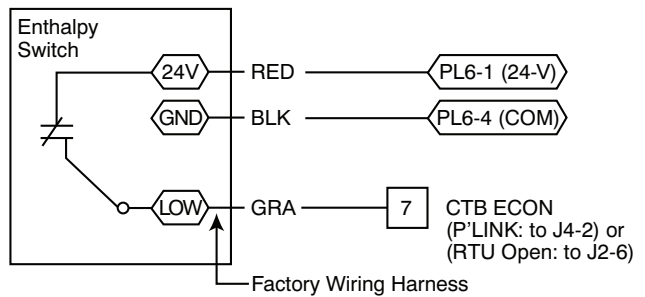 Enthalpy
Switch
24V RED PL6-1 (24-V)
GND BLK PL6-4 (COM)
LOW GRA 7 CTB ECON
(P'LINK: to J4-2) or
(RTU Open: to J2-6)
Factory Wiring Harness